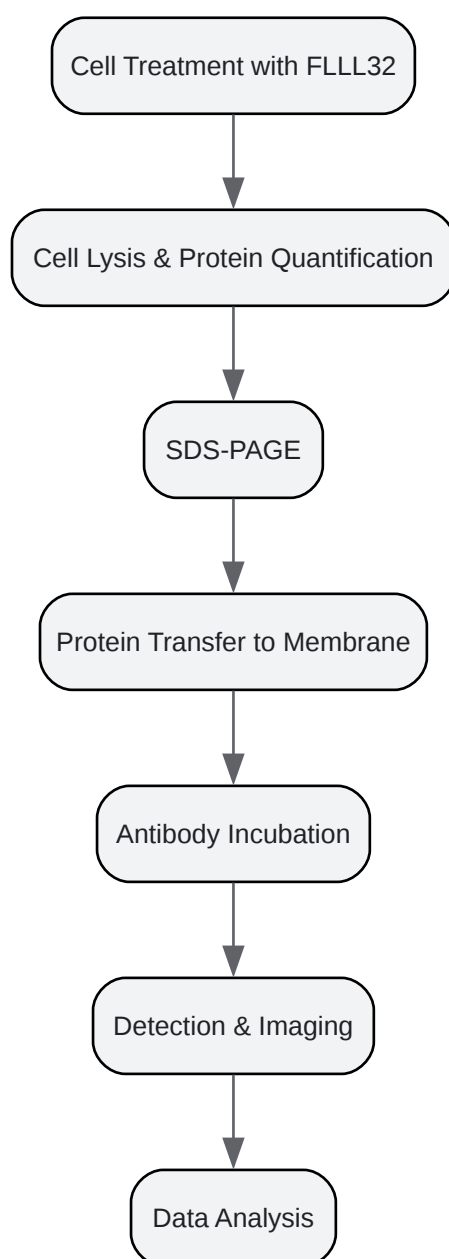 Cell Treatment with FLLL32
Cell Lysis & Protein Quantification
SDS-PAGE
Protein Transfer to Membrane
Antibody Incubation
Detection & Imaging
Data Analysis